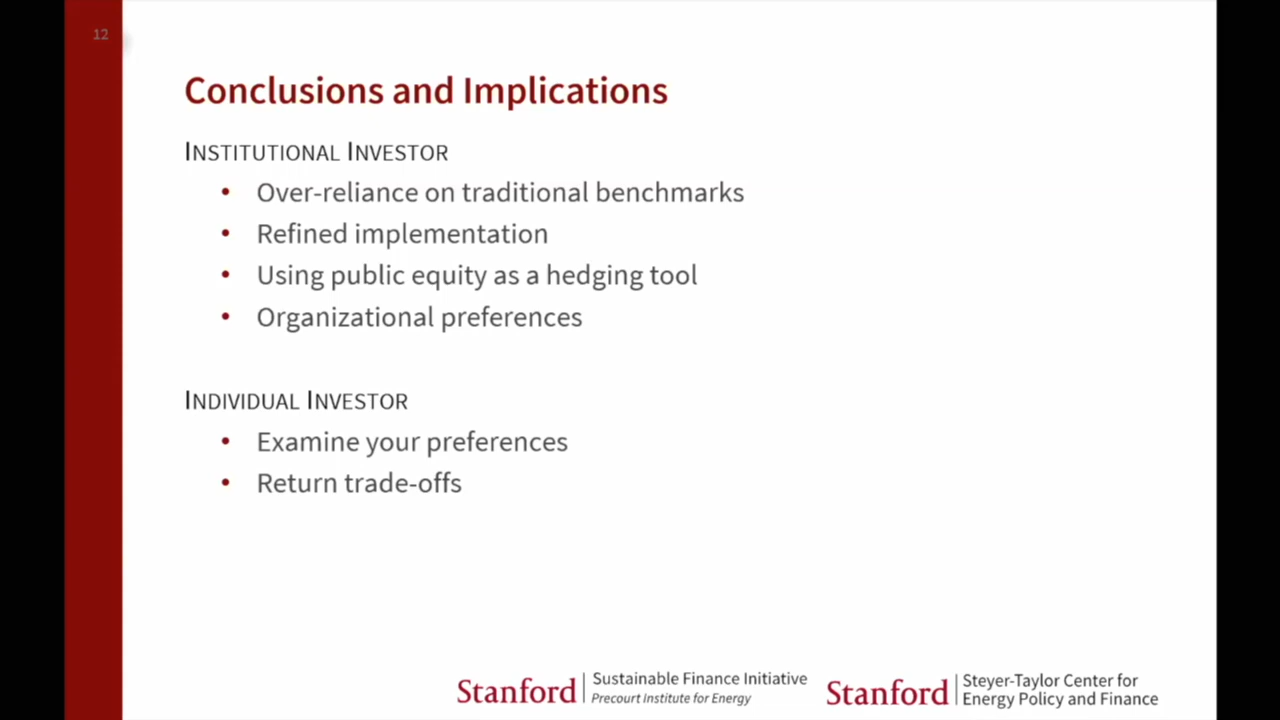 12
Conclusions and Implications
INSTITUTIONAL INVESTOR
• Over-reliance on traditional benchmarks
• Refined implementation
• Using public equity as a hedging tool
• Organizational preferences
INDIVIDUAL INVESTOR
• Examine your preferences
• Return trade-offs
Stanford | Sustainable Finance Initiative
Precourt Institute for Energy
Stanford | Steyer-Taylor Center for
Energy Policy and Finance